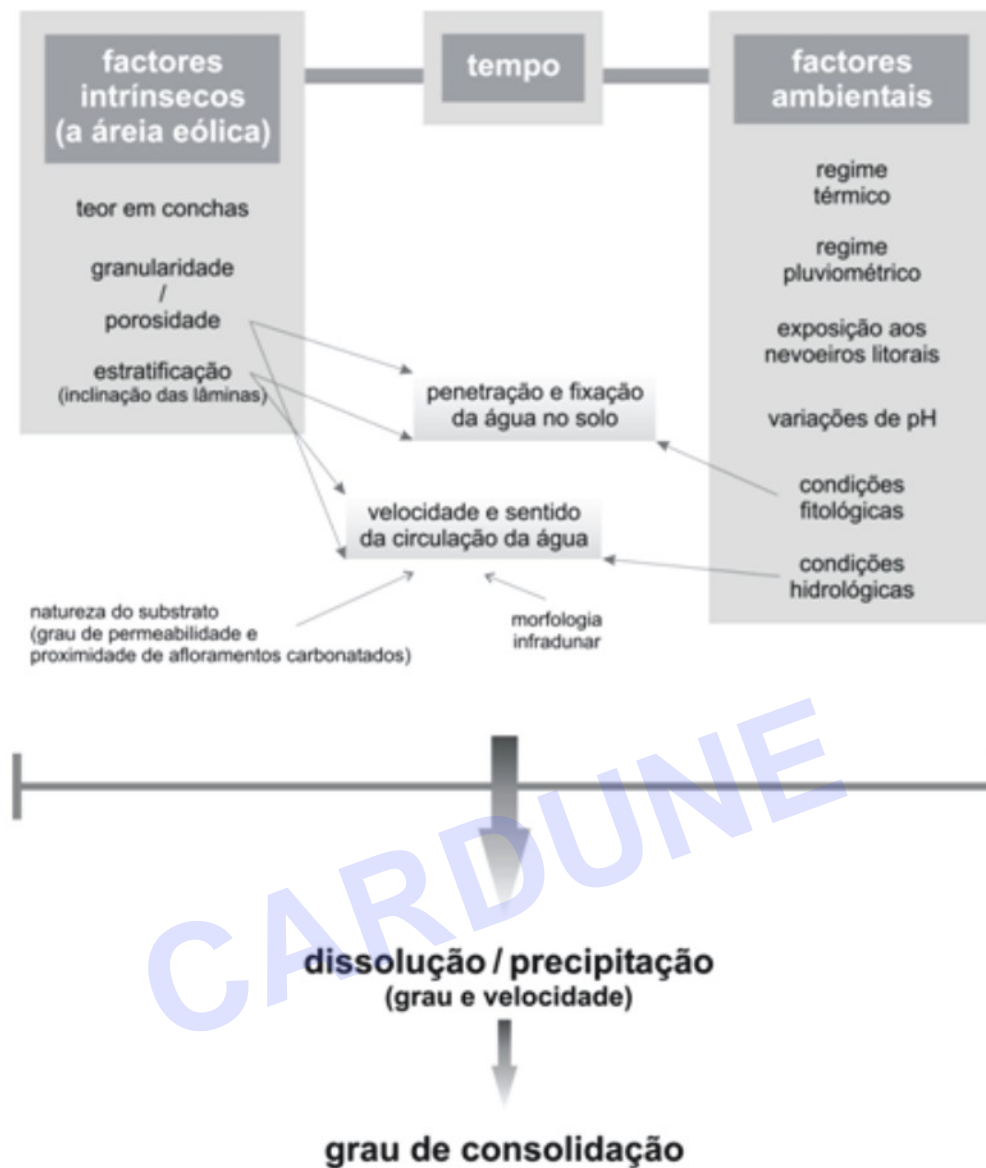 factores
intrínsecos
(a áreia eólica)
teor em conchas
granularidade
/
porosidade
estratificação
(inclinação das lâminas)
tempo
factores
ambientais
regime
térmico
regime
pluviométrico
exposição aos
nevoeiros litorais
variações de pH
condições
fitológicas
condições
hidrológicas
penetração e fixação
da água no solo
velocidade e sentido
da circulação da água
natureza do substrato
(grau de permeabilidade e
proximidade de afloramentos carbonatados)
morfologia
infradunar
CARDUNE
dissolução / precipitação
(grau e velocidade)
grau de consolidação